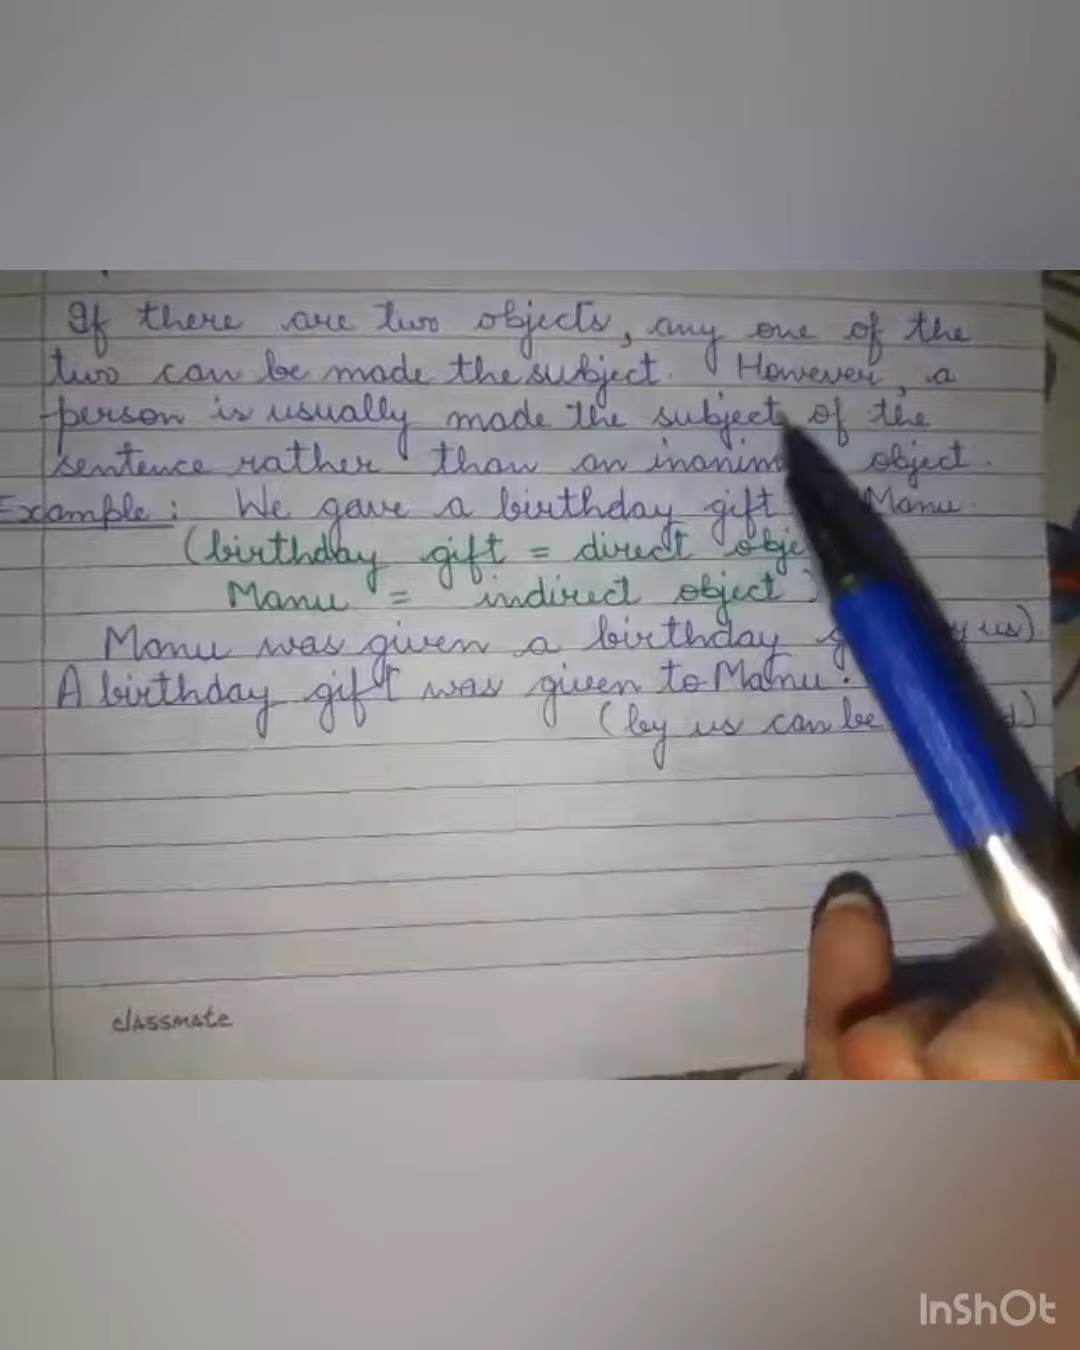 If there are two objects, any one of the
two can be made the subject. However, a
person is usually made the subject of the
sentence rather than an inanim object.
Example: We gave a birthday gift Manu.
(birthday gift = direct obje
Manu = indirect object)
Manu was given a birthday g y us)
A birthday gift was given to Manu.
(by us can be d)
classmate
InShOt